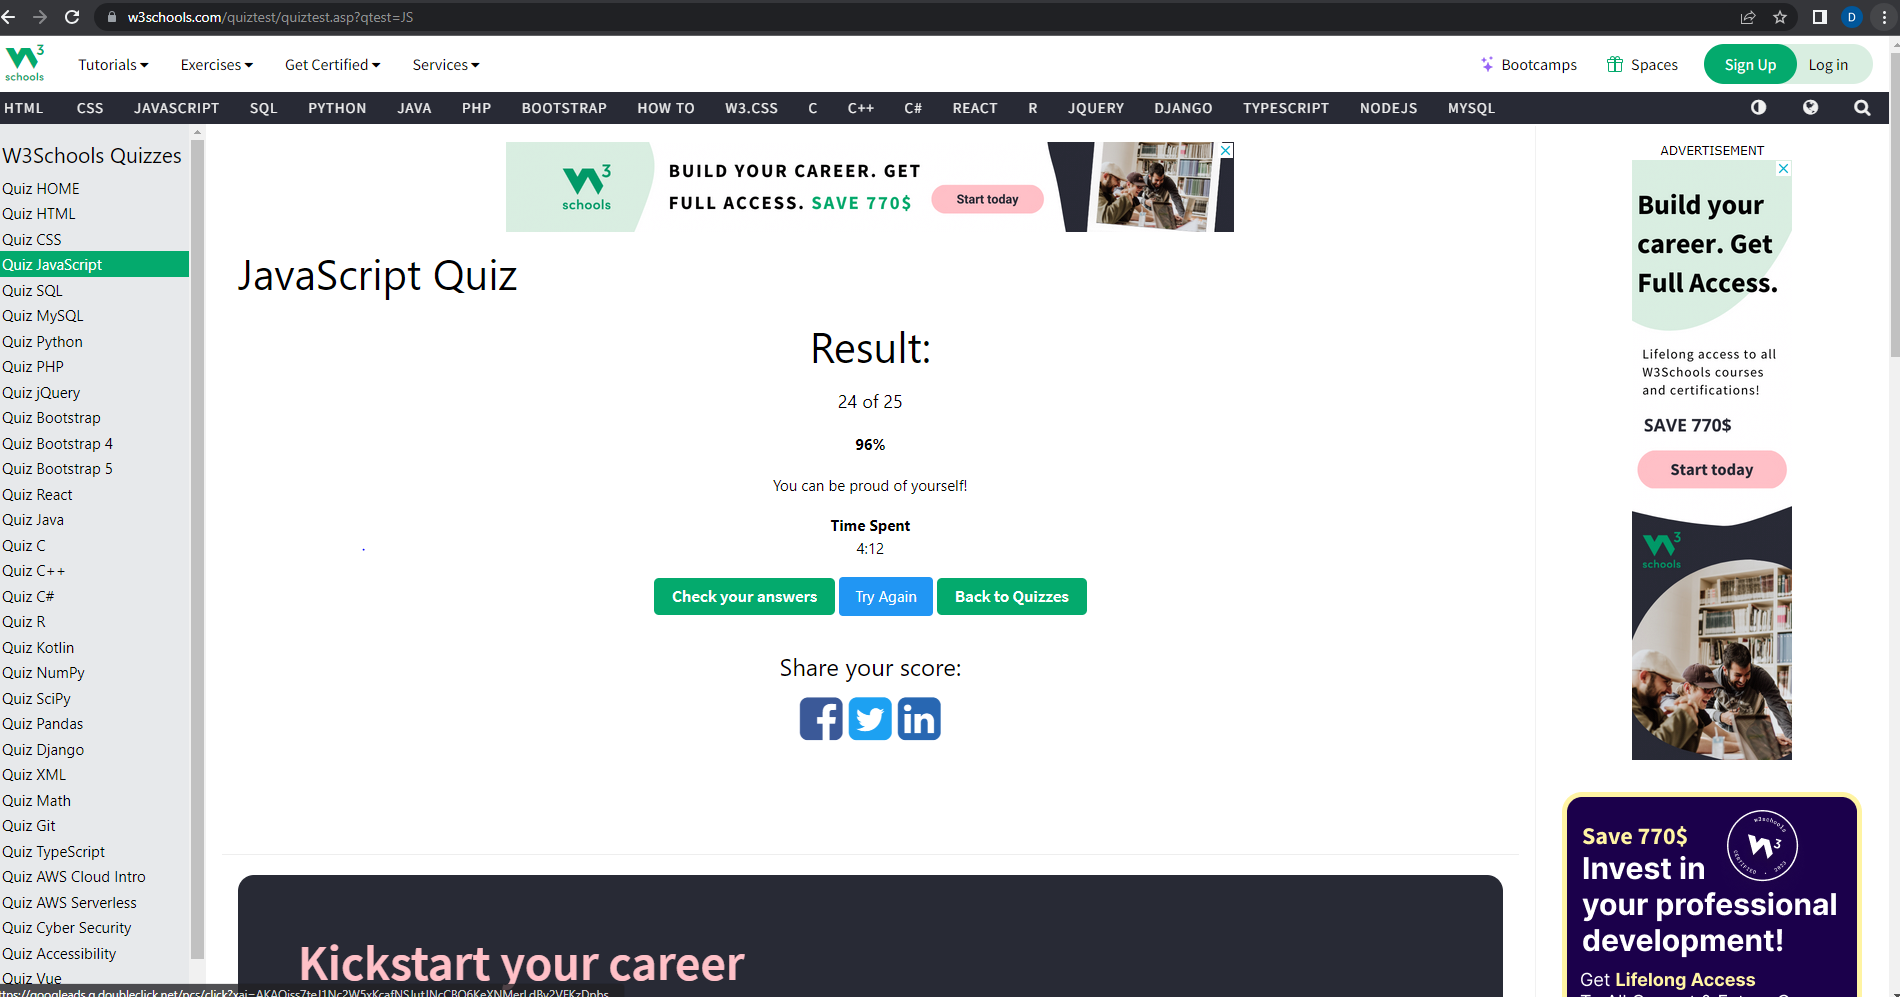 w3schools.com/quiztest/quiztest.asp?qtest=JS
D
W3
schools
Tutorials
Exercises
Get Certified
Services
Bootcamps
Spaces
Sign Up
Log in
HTML
CSS
JAVASCRIPT
SQL
PYTHON
JAVA
PHP
BOOTSTRAP
HOW TO
W3.CSS
C
C++
C#
REACT
R
JQUERY
DJANGO
TYPESCRIPT
NODEJS
MYSQL
W3Schools Quizzes
Quiz HOME
Quiz HTML
Quiz CSS
Quiz JavaScript
Quiz SQL
Quiz MySQL
Quiz Python
Quiz PHP
Quiz jQuery
Quiz Bootstrap
Quiz Bootstrap 4
Quiz Bootstrap 5
Quiz React
Quiz Java
Quiz C
Quiz C++
Quiz C#
Quiz R
Quiz Kotlin
Quiz NumPy
Quiz SciPy
Quiz Pandas
Quiz Django
Quiz XML
Quiz Math
Quiz Git
Quiz TypeScript
Quiz AWS Cloud Intro
Quiz AWS Serverless
Quiz Cyber Security
Quiz Accessibility
Quiz Vue
W3
schools
BUILD YOUR CAREER. GET
FULL ACCESS. SAVE 770$
Start today
JavaScript Quiz
Result:
24 of 25
96%
You can be proud of yourself!
Time Spent
4:12
Check your answers
Try Again
Back to Quizzes
Share your score:
Kickstart your career
ADVERTISEMENT
Build your
career. Get
Full Access.
Lifelong access to all
W3Schools courses
and certifications!
SAVE 770$
Start today
W3
schools
Save 770$
W3
Invest in
your professional
development!
Get Lifelong Access